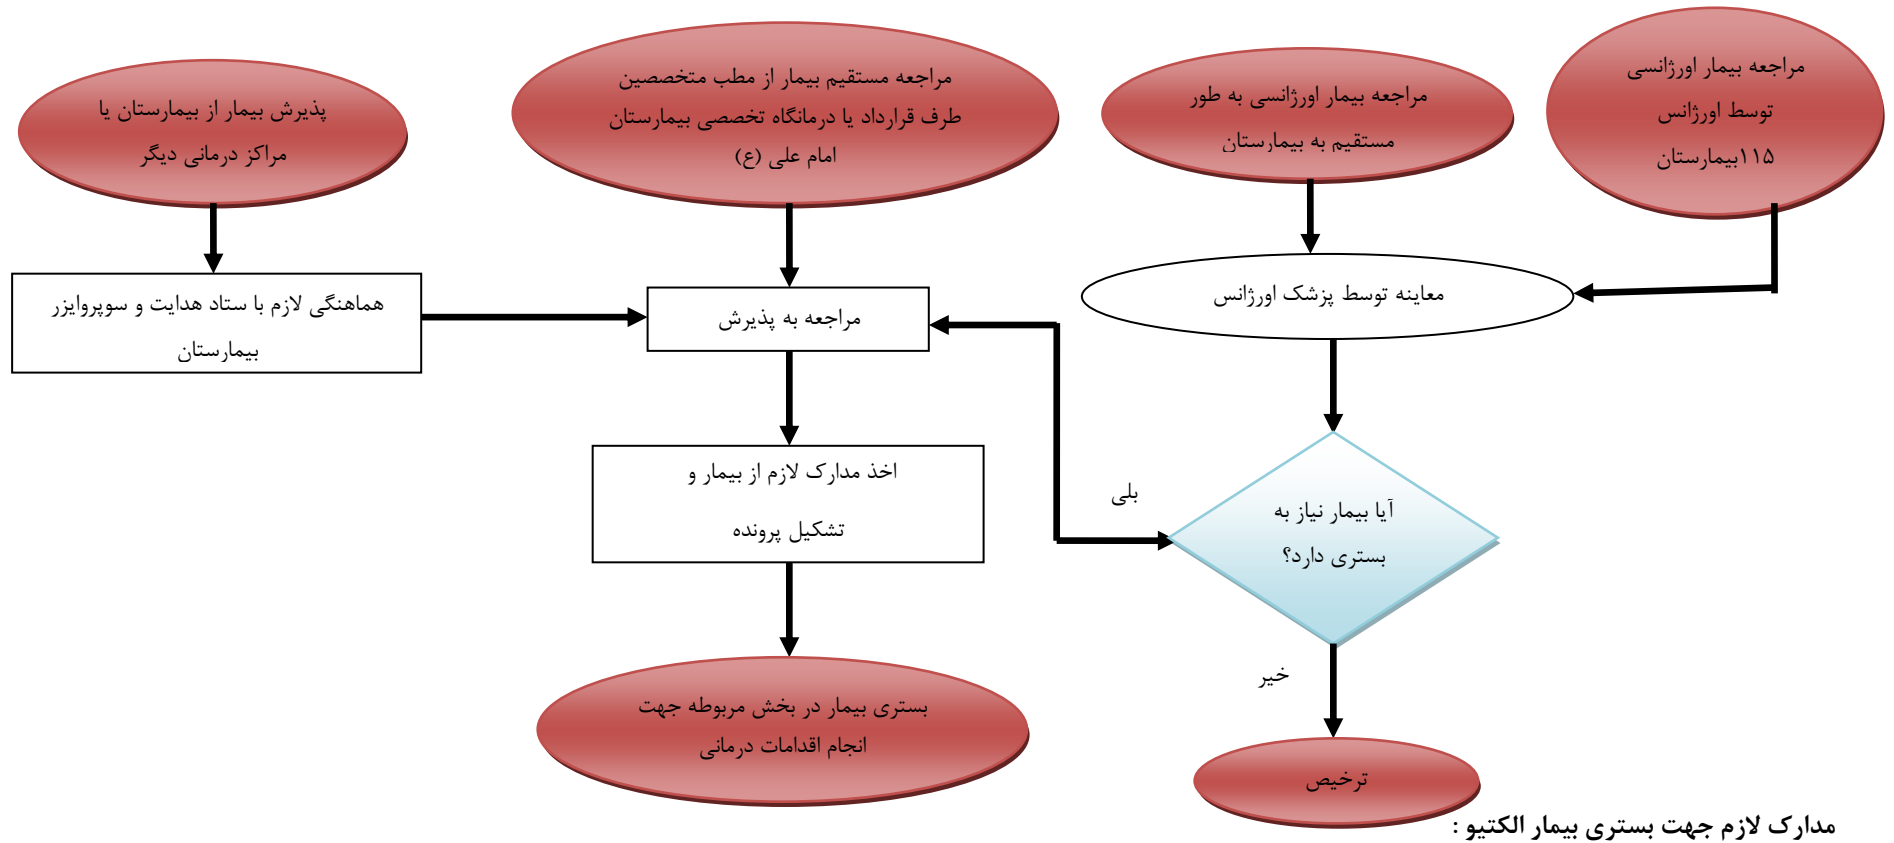 مراجعه بیمار اورژانسی
توسط اورژانس
۱۱۵بیمارستان
مراجعه بیمار اورژانسی به طور
مستقیم به بیمارستان
مراجعه مستقیم بیمار از مطب متخصصین
طرف قرارداد یا درمانگاه تخصصی بیمارستان
امام علی (ع)
پذیرش بیمار از بیمارستان یا
مراکز درمانی دیگر
معاینه توسط پزشک اورژانس
مراجعه به پذیرش
هماهنگی لازم با ستاد هدایت و سوپروایزر
بیمارستان
آیا بیمار نیاز به
بستری دارد؟
بلی
اخذ مدارک لازم از بیمار و
تشکیل پرونده
خیر
بستری بیمار در بخش مربوطه جهت
انجام اقدامات درمانی
ترخیص
مدارک لازم جهت بستری بیمار الکتیو :